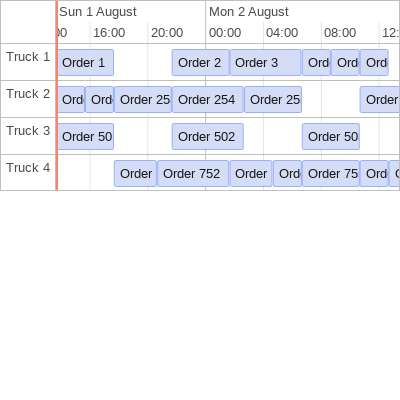 Sun 1 August Mon 2 August
00 16:00 20:00 00:00 04:00 08:00 12:
Truck 1 Order 1 Order 2 Order 3 Ord Ord Ord
Truck 2 Ord Ord Order 25 Order 254 Order 25 Order
Truck 3 Order 50 Order 502 Order 50
Truck 4 Order Order 752 Order Ord Order 75 Ord